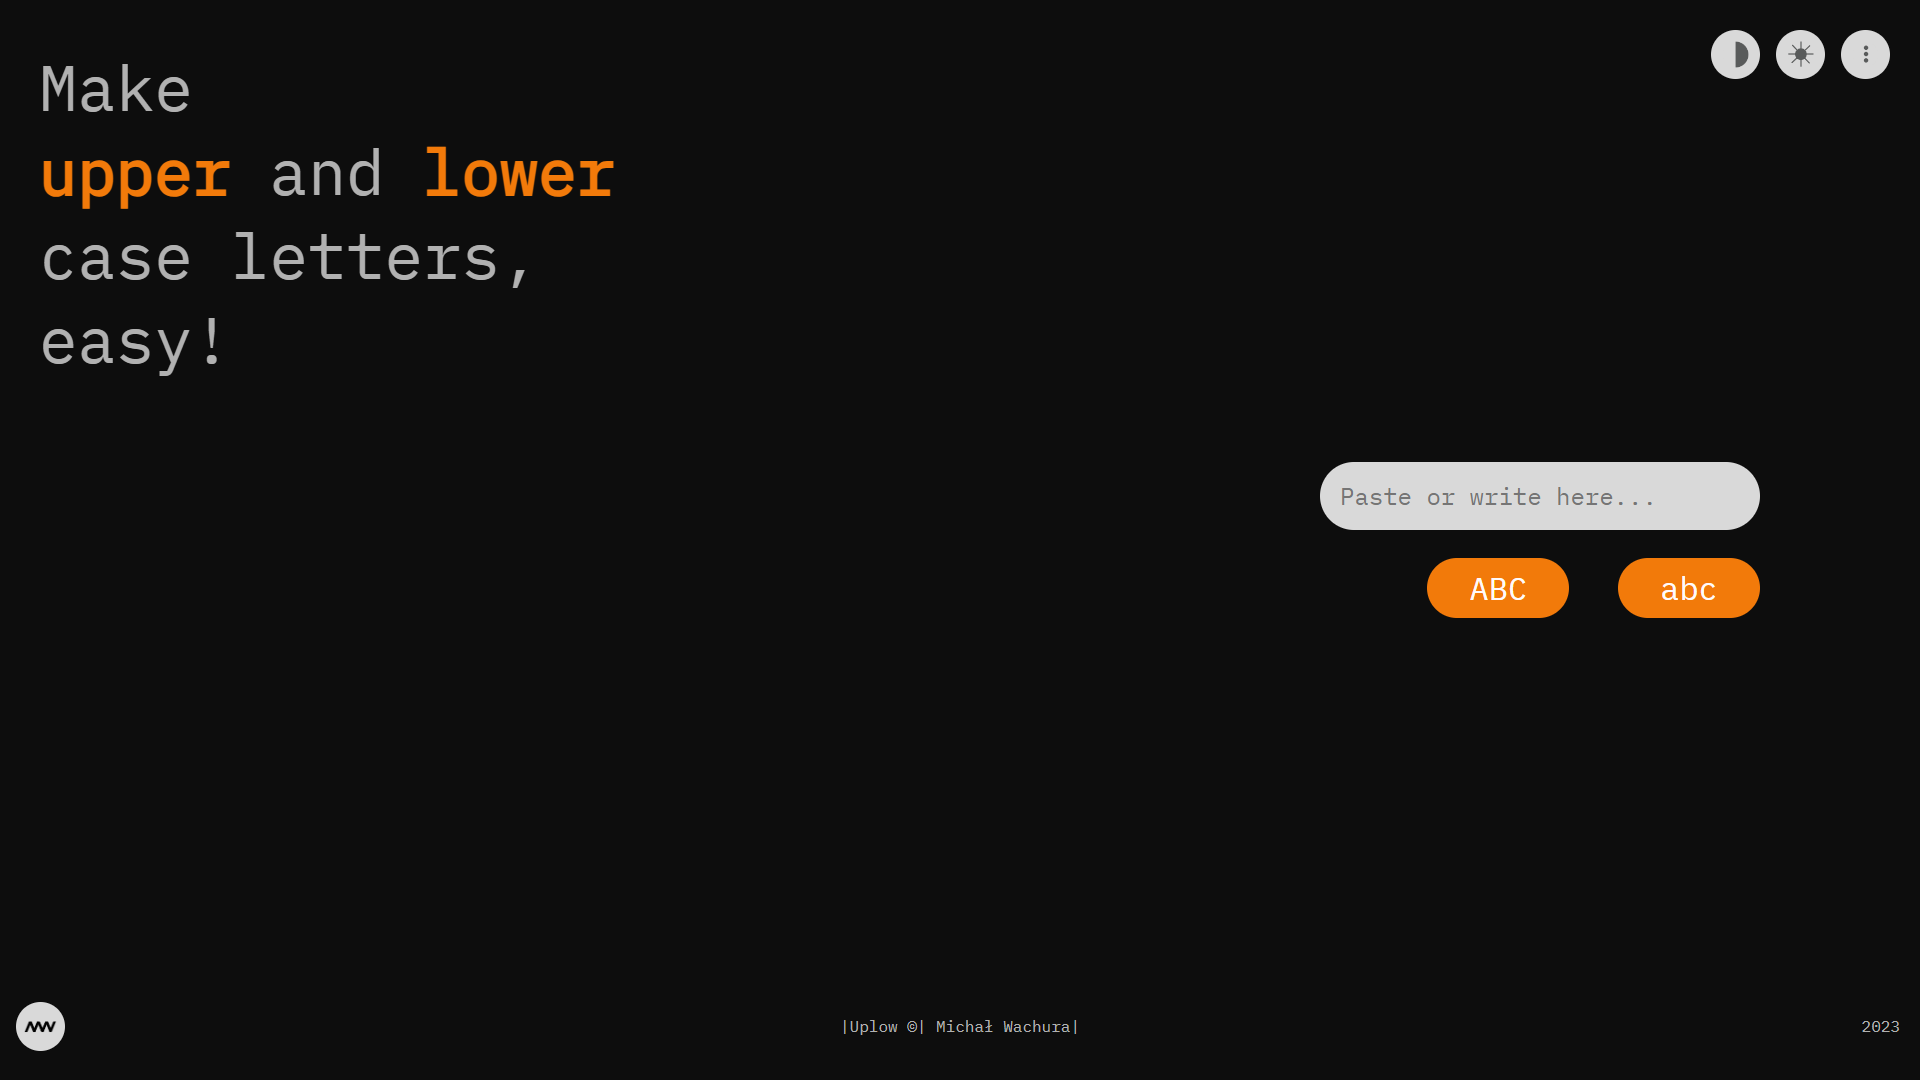 Make
upper and lower
case letters,
easy!
Paste or write here...
ABC
abc
|Uplow ©| Michał Wachura|
2023